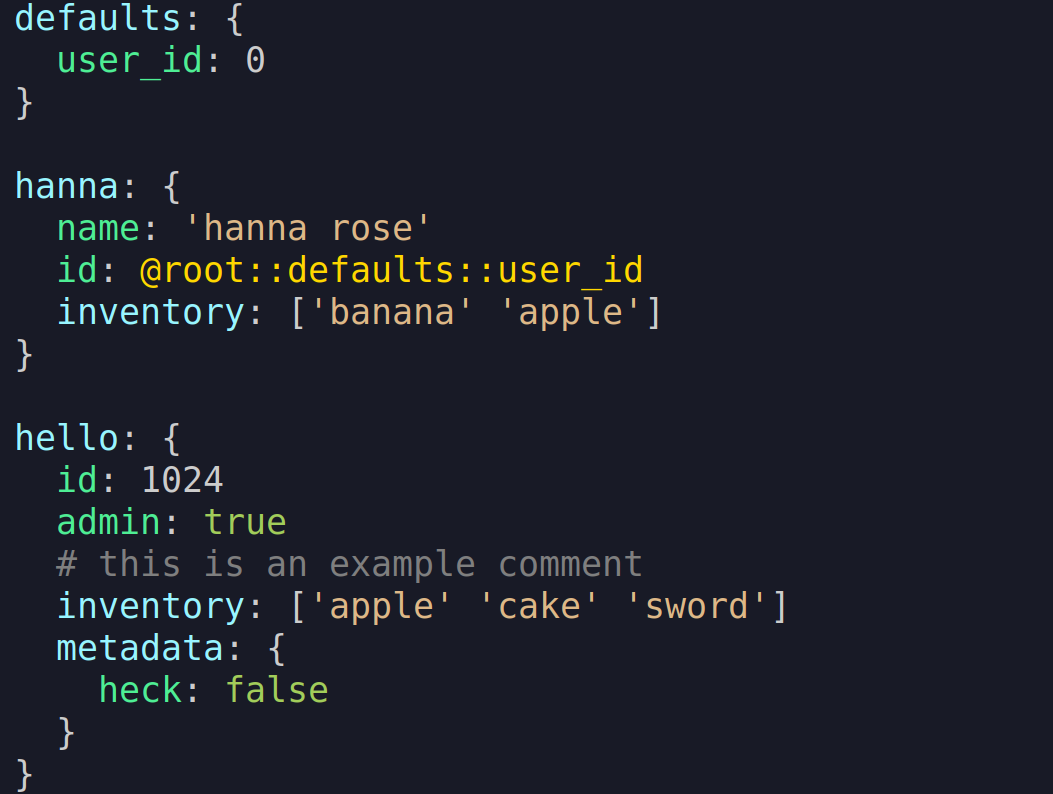 defaults: {
  user_id: 0
}

hanna: {
  name: 'hanna rose'
  id: @root::defaults::user_id
  inventory: ['banana' 'apple']
}

hello: {
  id: 1024
  admin: true
  # this is an example comment
  inventory: ['apple' 'cake' 'sword']
  metadata: {
    heck: false
  }
}